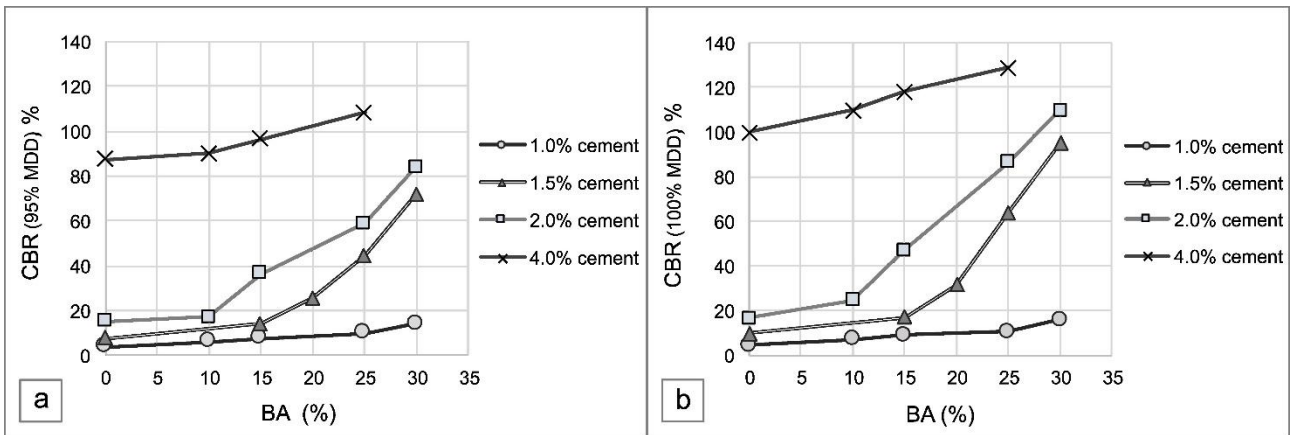 140
120
100
80
60
40
20
0
CBR (95% MDD) %
0 5 10 15 20 25 30 35
BA (%)
1.0% cement
1.5% cement
2.0% cement
4.0% cement
a
140
120
100
80
60
40
20
0
CBR (100% MDD) %
0 5 10 15 20 25 30 35
BA (%)
1.0% cement
1.5% cement
2.0% cement
4.0% cement
b